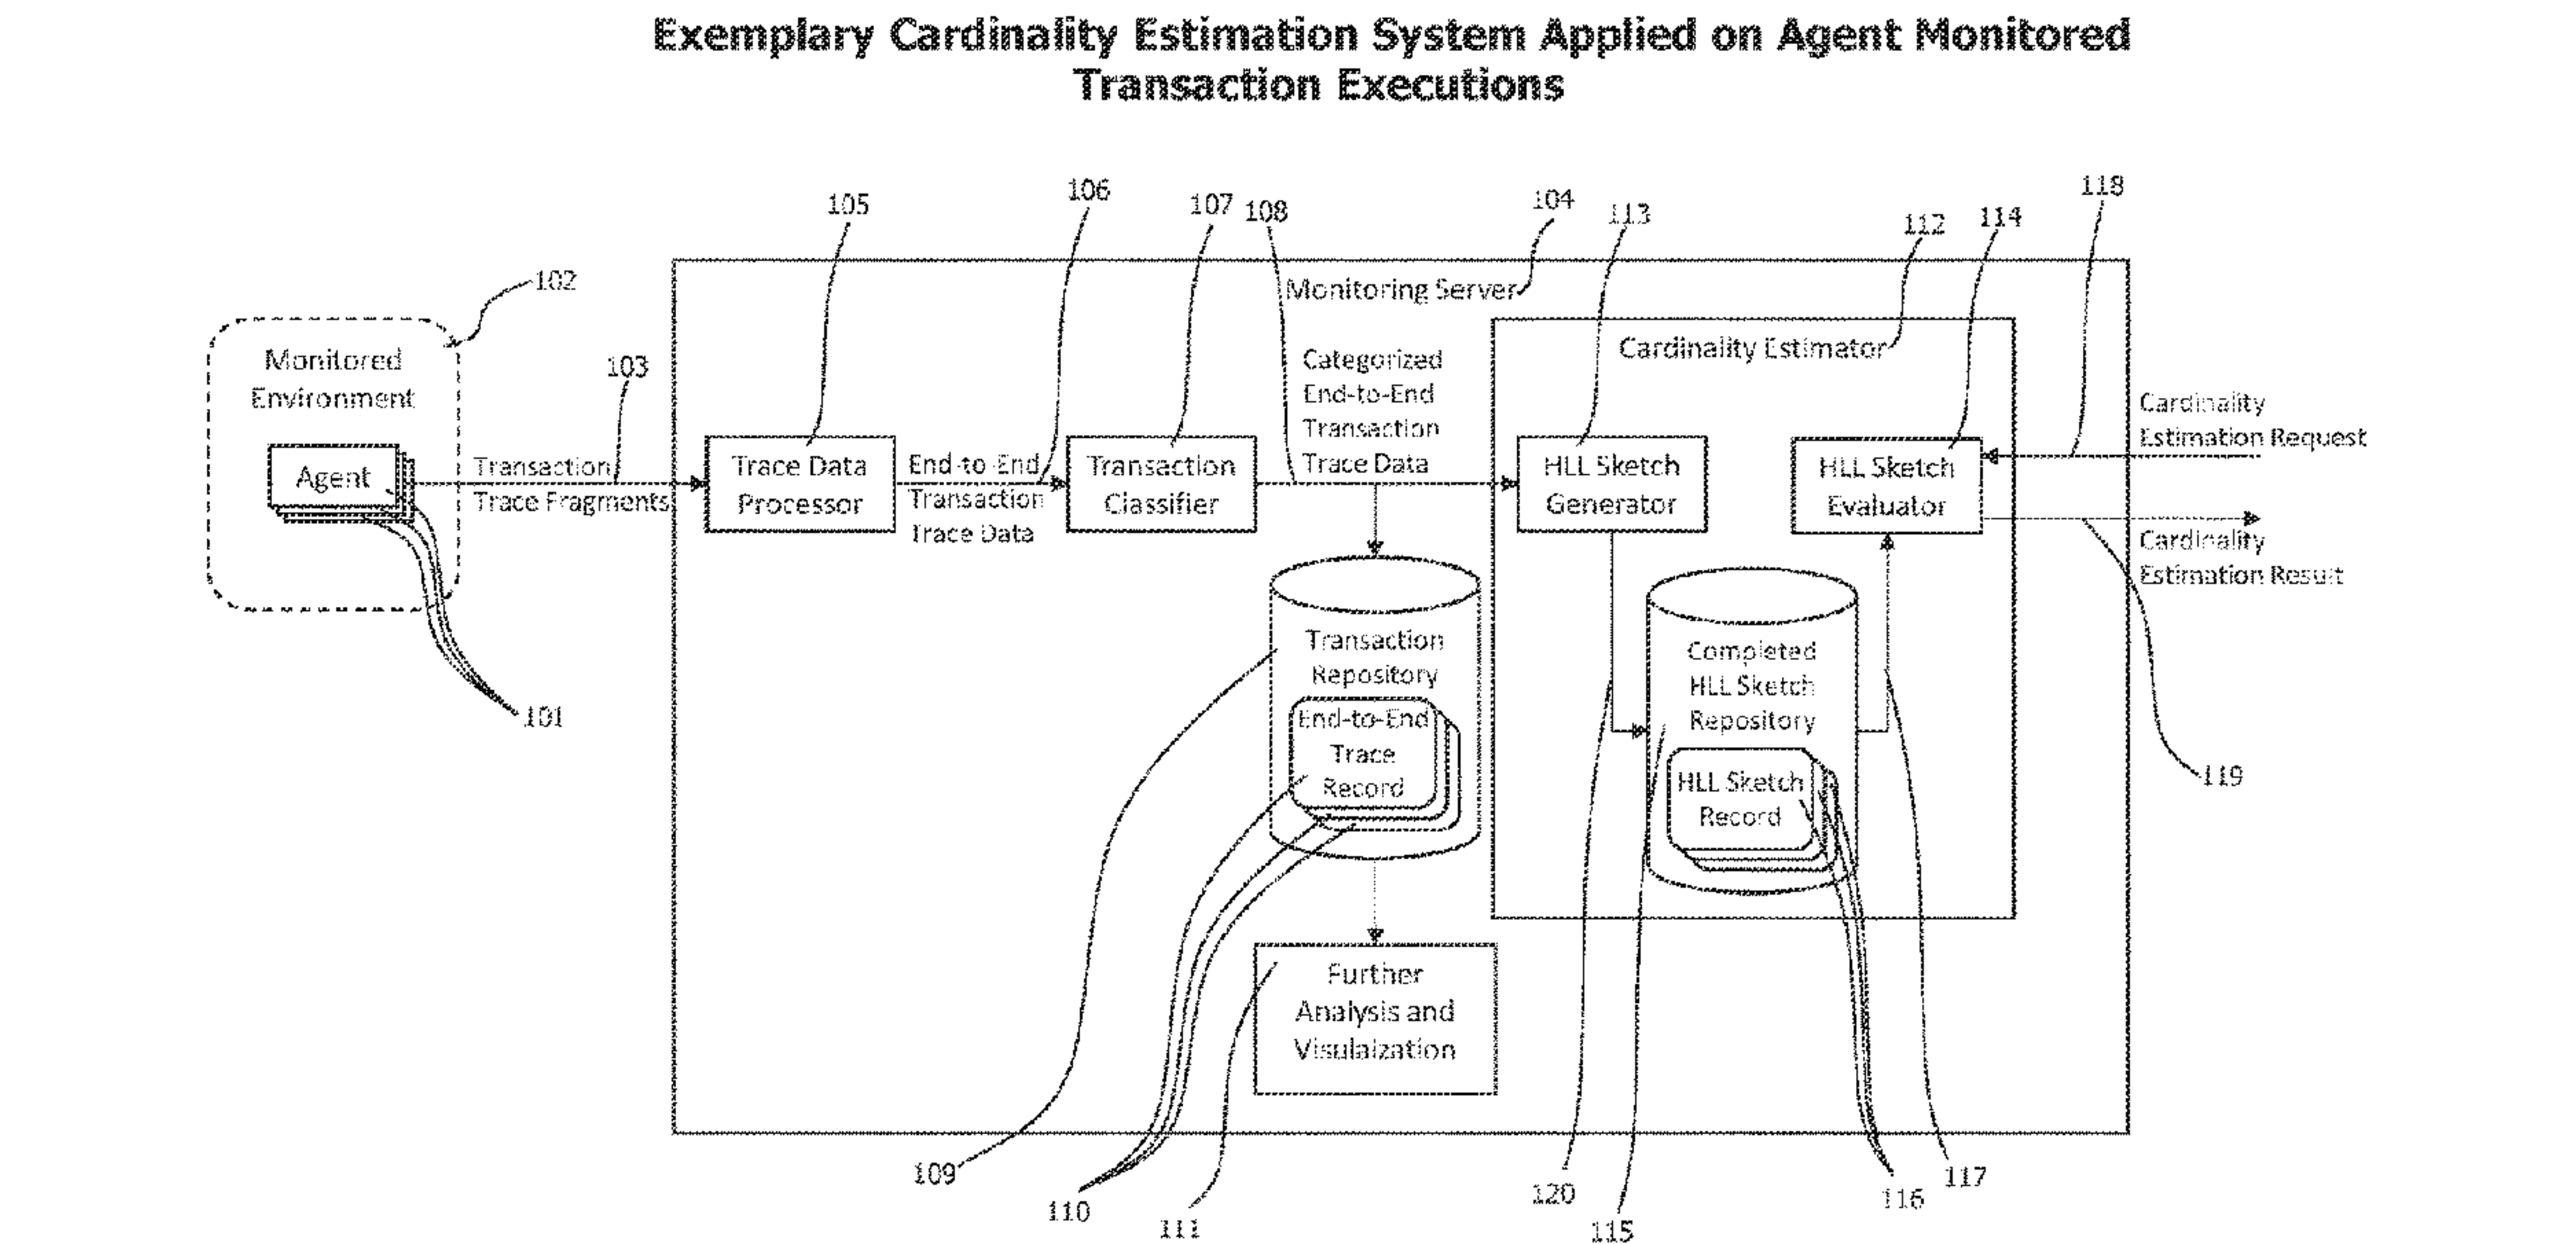 Exemplary Cardinality Estimation System Applied on Agent Monitored
Transaction Executions
105
106
107
108
104
113
112
114
118
102
Monitoring Server
Monitored
Environment
103
Agent
Transaction
Trace Fragments
101
Trace Data
Processor
End-to-End
Transaction
Trace Data
Transaction
Classifier
Categorized
End-to-End
Transaction
Trace Data
Cardinality Estimator
HLL Sketch
Generator
HLL Sketch
Evaluator
Cardinality
Estimation Request
Cardinality
Estimation Result
Transaction
Repository
End-to-End
Trace
Record
Completed
HLL Sketch
Repository
HLL Sketch
Record
119
Further
Analysis and
Visulaization
109
110
111
120
115
116
117